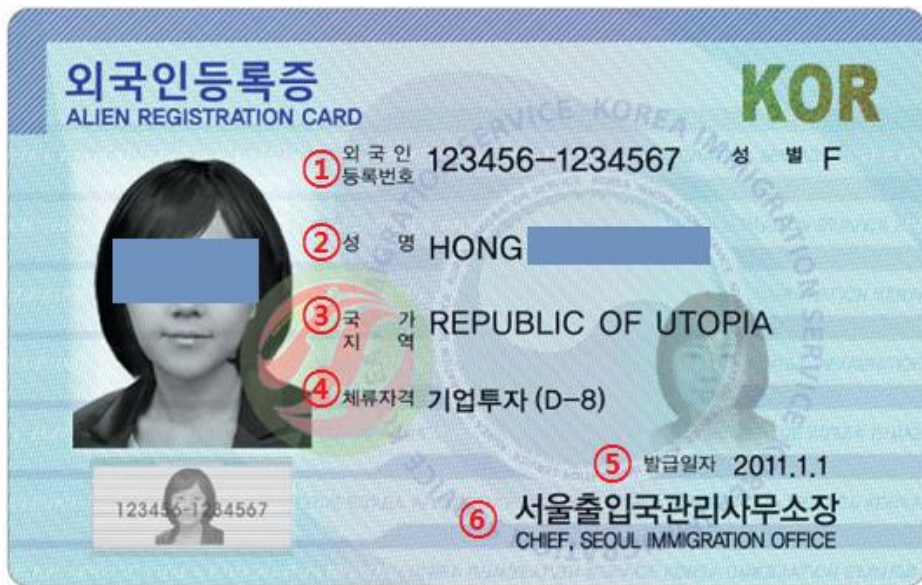 외국인등록증
KOR
ALIEN REGISTRATION CARD
① 외국인 등록번호 123456-1234567 성 별 F
② 성 명 HONG
③ 국 가 지 역 REPUBLIC OF UTOPIA
④ 체류자격 기업투자 (D-8)
⑤ 발급일자 2011.1.1
123456-1234567
⑥ 서울출입국관리사무소장
CHIEF, SEOUL IMMIGRATION OFFICE